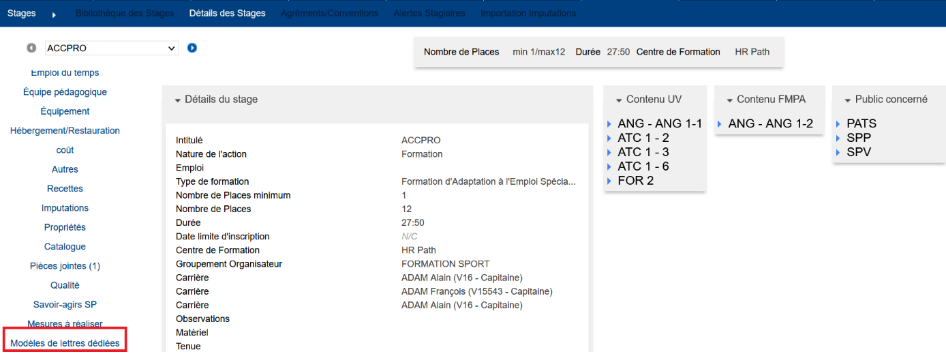 Stages Bibliothèque des Stages Détails des Stages Agréments/Conventions Alertes Stagiaires Importation Imputations
ACCPRO
Nombre de Places min 1/max12 Durée 27:50 Centre de Formation HR Path
Emploi du temps
Équipe pédagogique
Équipement
Hébergement/Restauration
coût
Autres
Recettes
Imputations
Propriétés
Catalogue
Pièces jointes (1)
Qualité
Savoir-agirs SP
Mesures à réaliser
Modèles de lettres dédiées
Détails du stage
Intitulé ACCPRO
Nature de l'action Formation
Emploi
Type de formation Formation d'Adaptation à l'Emploi Spécia...
Nombre de Places minimum 1
Nombre de Places 12
Durée 27:50
Date limite d'inscription N/C
Centre de Formation HR Path
Groupement Organisateur FORMATION SPORT
Carrière ADAM Alain (V16 - Capitaine)
Carrière ADAM François (V15543 - Capitaine)
Carrière ADAM Alain (V16 - Capitaine)
Observations
Matériel
Tenue
Contenu UV
ANG - ANG 1-1
ATC 1 - 2
ATC 1 - 3
ATC 1 - 6
FOR 2
Contenu FMPA
ANG - ANG 1-2
Public concerné
PATS
SPP
SPV